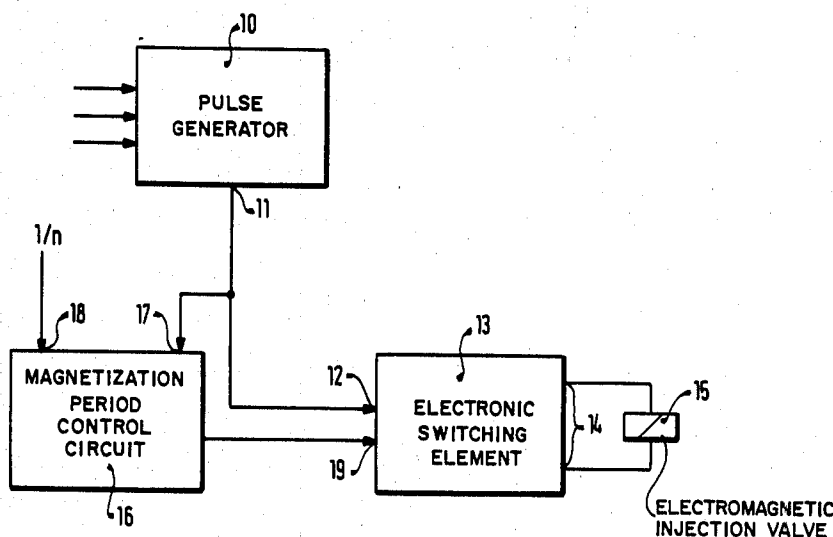 10
PULSE
GENERATOR
11
1/n
18
17
MAGNETIZATION
PERIOD
CONTROL
CIRCUIT
16
13
12
ELECTRONIC
SWITCHING
ELEMENT
19
14
15
ELECTROMAGNETIC
INJECTION VALVE